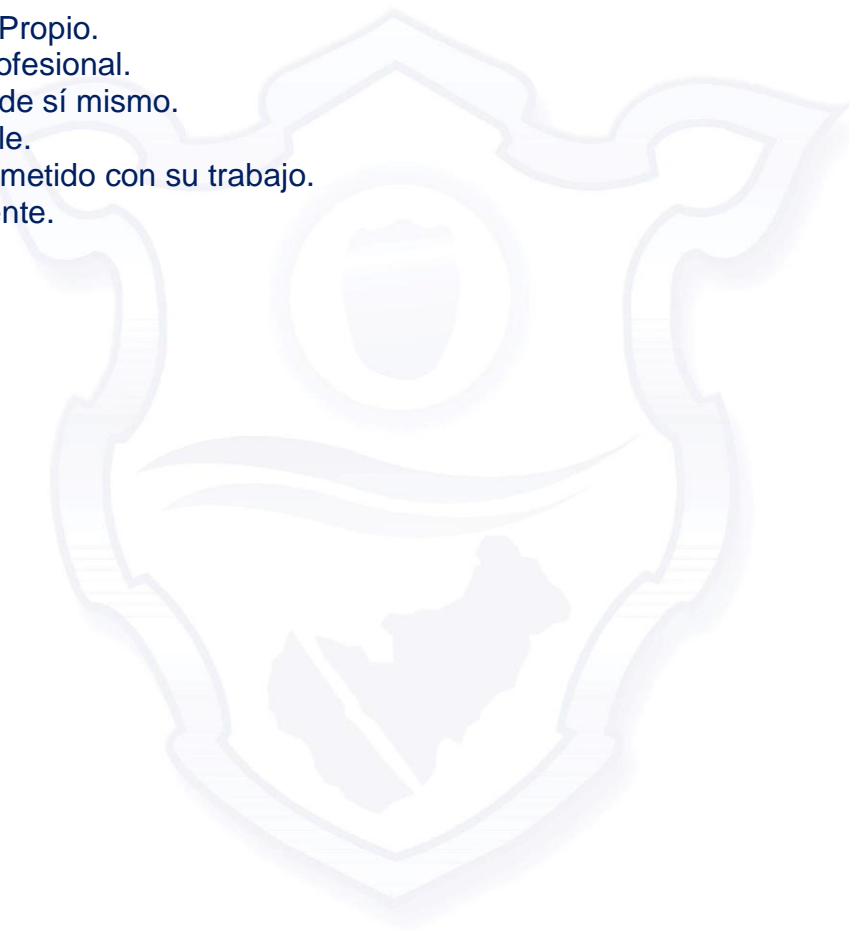 Propio.
ofesional.
de sí mismo.
le.
metido con su trabajo.
nte.